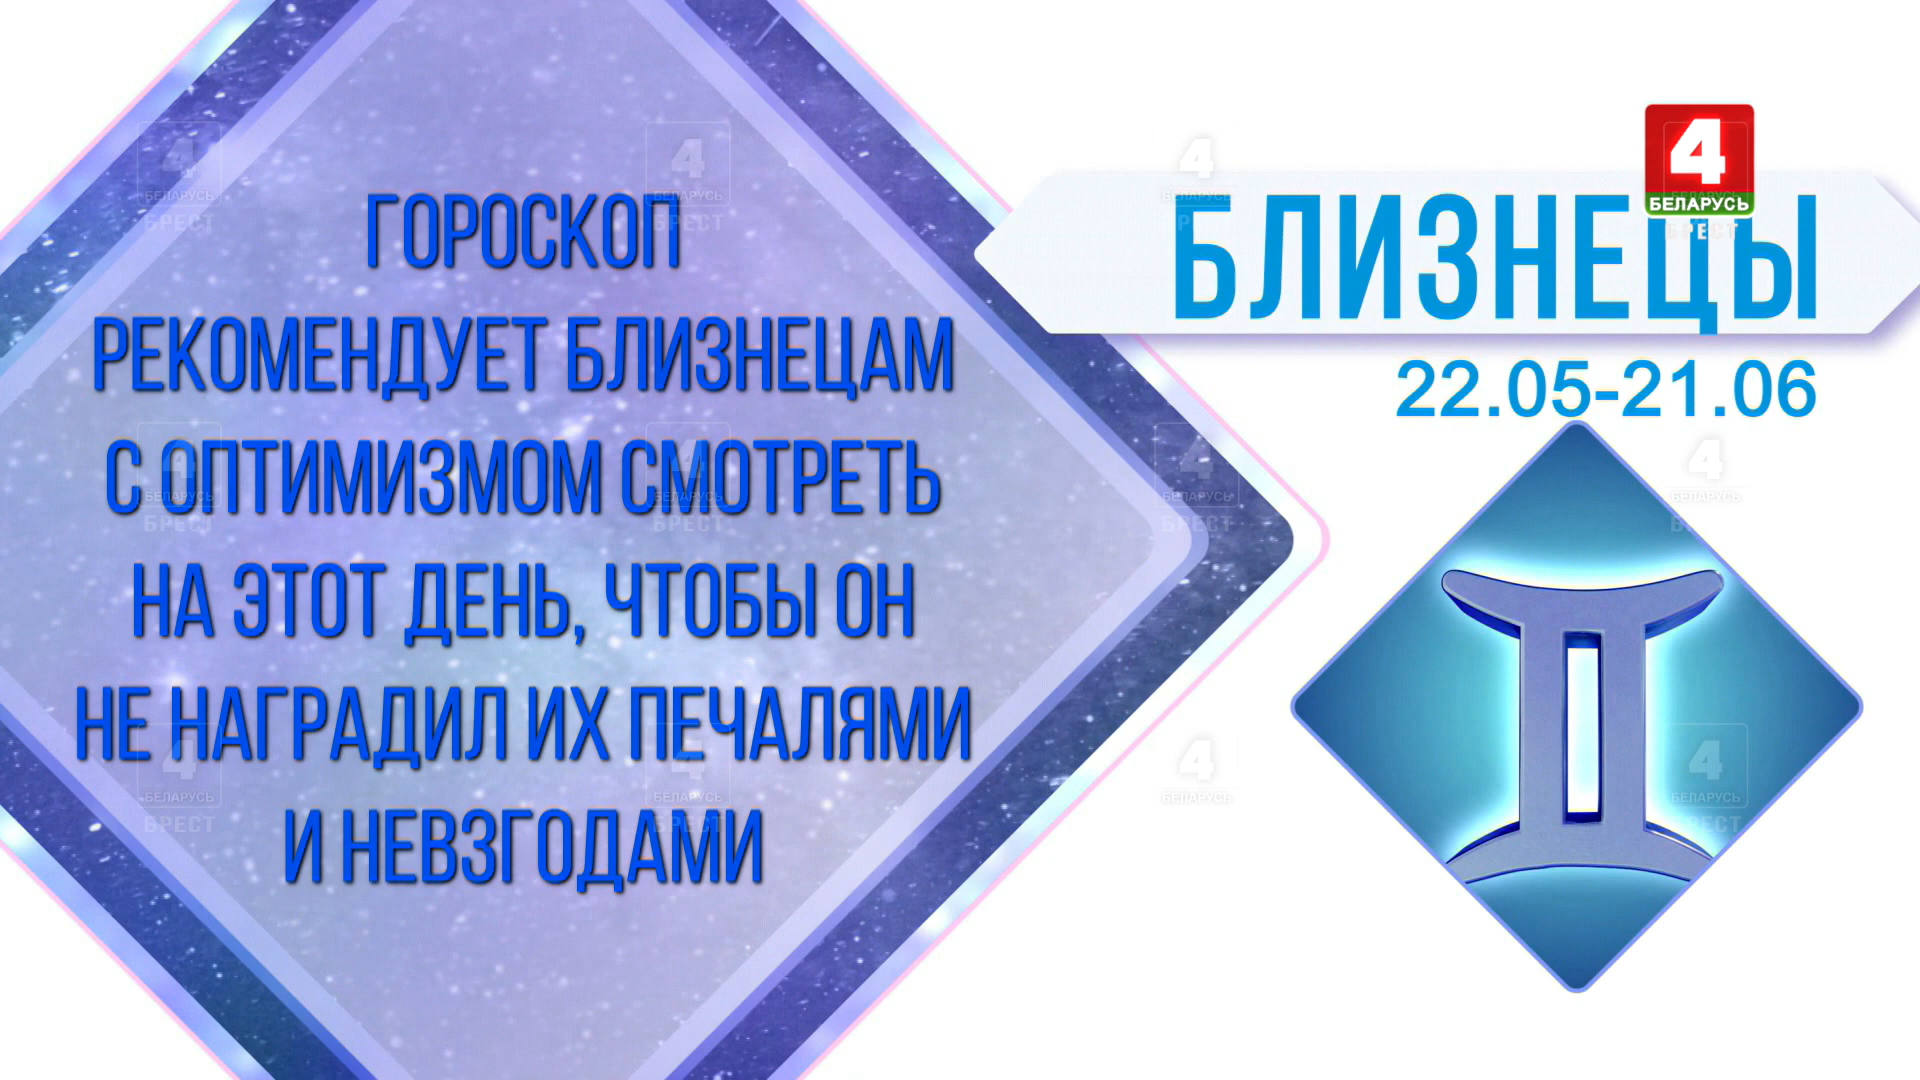 ГОРОСКОП
РЕКОМЕНДУЕТ БЛИЗНЕЦАМ
С ОПТИМИЗМОМ СМОТРЕТЬ
НА ЭТОТ ДЕНЬ, ЧТОБЫ ОН
НЕ НАГРАДИЛ ИХ ПЕЧАЛЯМИ
И НЕВЗГОДАМИ
4
БЕЛАРУСЬ
БРЕСТ
БЛИЗНЕЦЫ
22.05-21.06